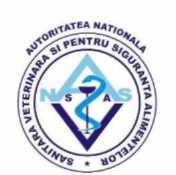 AUTORITATEA NATIONALA
SANITARA VETERINARA SI PENTRU SIGURANTA ALIMENTELOR
N S
S A